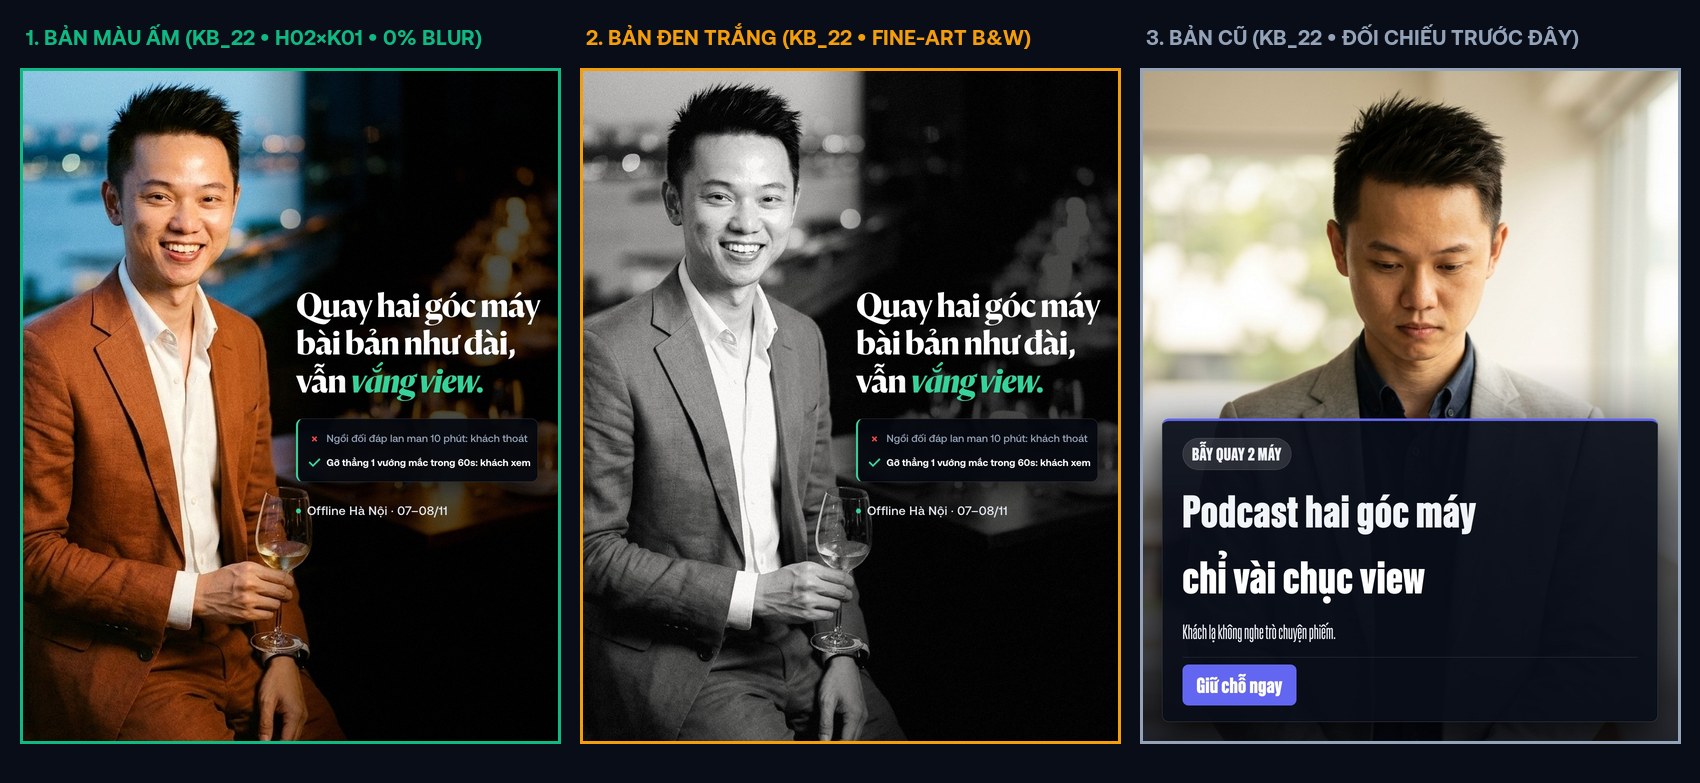 1. BẢN MÀU ẤM (KB_22 • H02×K01 • 0% BLUR)
Quay hai góc máy
bài bản như đài,
vẫn vắng view.
× Ngồi đối đáp lan man 10 phút: khách thoát
✓ Gỡ thẳng 1 vướng mắc trong 60s: khách xem
• Offline Hà Nội · 07–08/11
2. BẢN ĐEN TRẮNG (KB_22 • FINE-ART B&W)
Quay hai góc máy
bài bản như đài,
vẫn vắng view.
× Ngồi đối đáp lan man 10 phút: khách thoát
✓ Gỡ thẳng 1 vướng mắc trong 60s: khách xem
• Offline Hà Nội · 07–08/11
3. BẢN CŨ (KB_22 • ĐỐI CHIẾU TRƯỚC ĐÂY)
BẪY QUAY 2 MÁY
Podcast hai góc máy
chỉ vài chục view
Khách lạ không nghe trò chuyện phiếm.
Giữ chỗ ngay